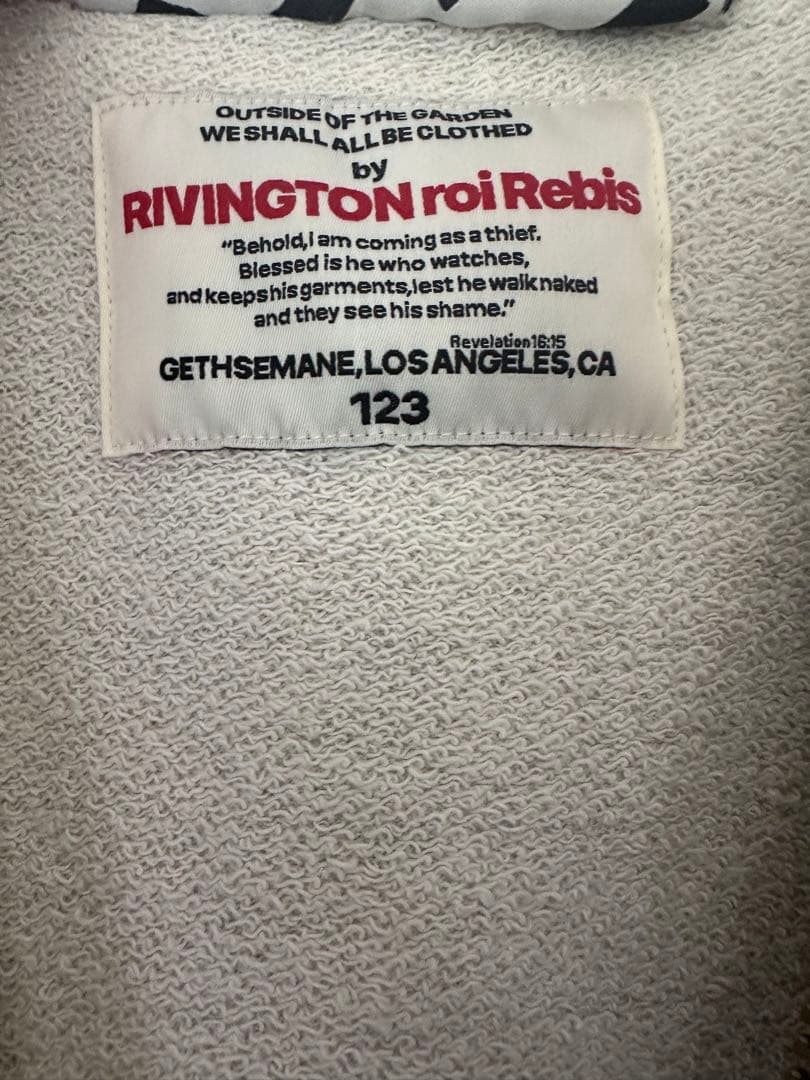 OUTSIDE OF THE GARDEN
WE SHALL ALL BE CLOTHED
by
RIVINGTON roi Rebis
"Behold, I am coming as a thief.
Blessed is he who watches,
and keeps his garments, lest he walk naked
and they see his shame."
Revelation 16:15
GETHSEMANE, LOS ANGELES, CA
123